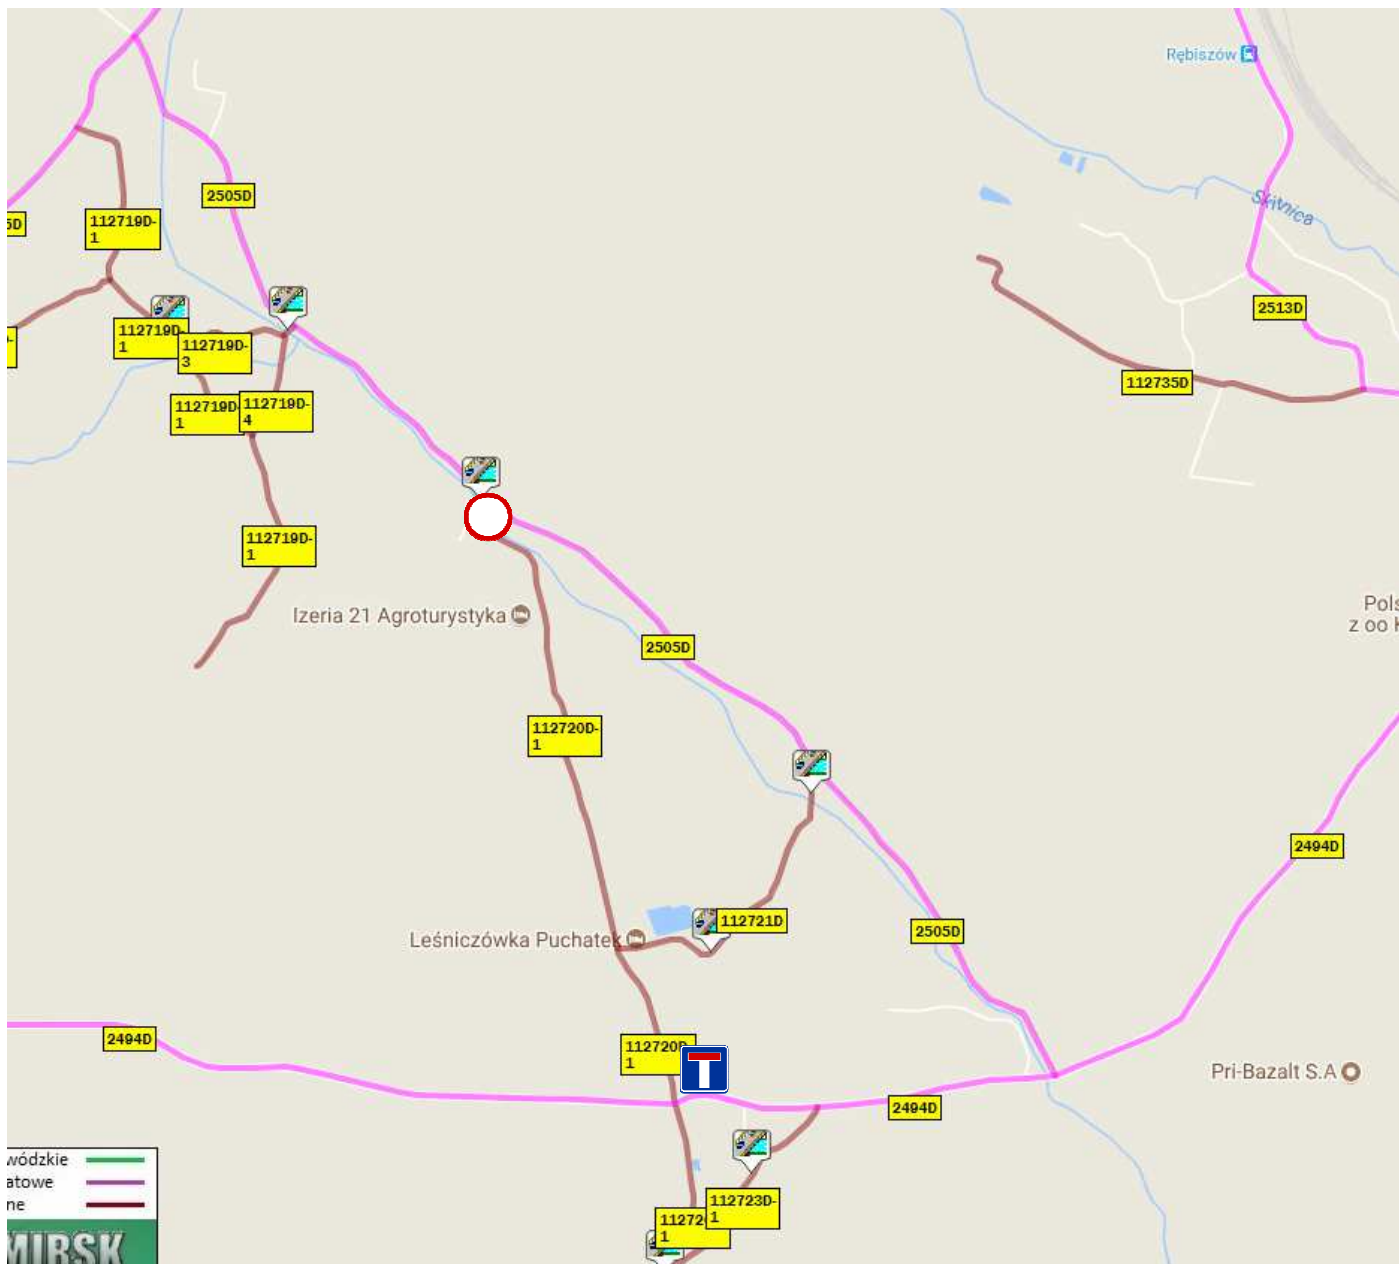 Rębiszów
2505D
5D
112719D-
1
Skitnica
2513D
112719D-
1
112719D-
3
112735D
112719D-
1
112719D-
4
112719D-
1
Izeria 21 Agroturystyka
Pols
z oo K
2505D
112720D-
1
2494D
112721D
2505D
Leśniczówka Puchatek
2494D
112720D-
1
Pri-Bazalt S.A
2494D
wódzkie
atowe
ne
112723D-
1
11272
1
MIRSK